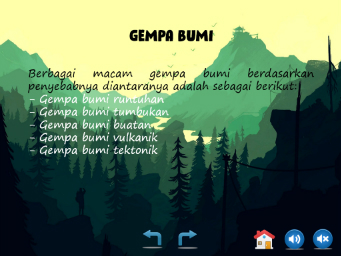 GEMPA BUMI
Berbagai macam gempa bumi berdasarkan
penyebabnya diantaranya adalah sebagai berikut:
- Gempa bumi runtuhan
- Gempa bumi tumbukan
- Gempa bumi buatan
- Gempa bumi vulkanik
- Gempa bumi tektonik